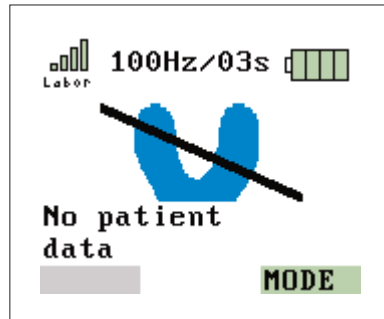 100Hz/03s
Labor
No patient
data
MODE